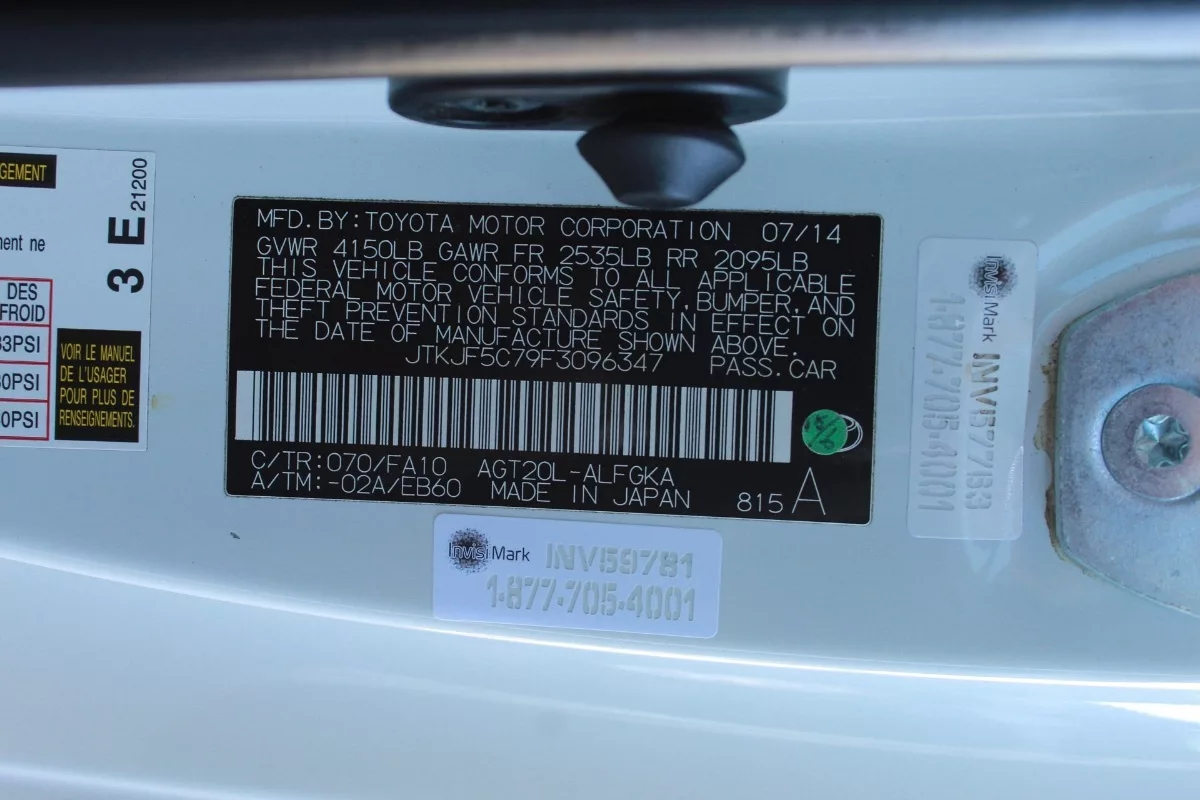 GEMENT
ment ne
DES
FROID
3PSI
0PSI
0PSI
3 E 21200
VOIR LE MANUEL
DE L'USAGER
POUR PLUS DE
RENSEIGNEMENTS.
MFD. BY:TOYOTA MOTOR CORPORATION 07/14
GVWR 4150LB GAWR FR 2535LB RR 2095LB
THIS VEHICLE CONFORMS TO ALL APPLICABLE
FEDERAL MOTOR VEHICLE SAFETY,BUMPER,AND
THEFT PREVENTION STANDARDS IN EFFECT ON
THE DATE OF MANUFACTURE SHOWN ABOVE.
JTKJF5C79F3096347 PASS.CAR
C/TR:070/FA10 AGT20L-ALFGKA
A/TM:-02A/EB60 MADE IN JAPAN 815 A
InvisiMark INV59781
1-877-705-4001
InvisiMark
1-877-705-4001